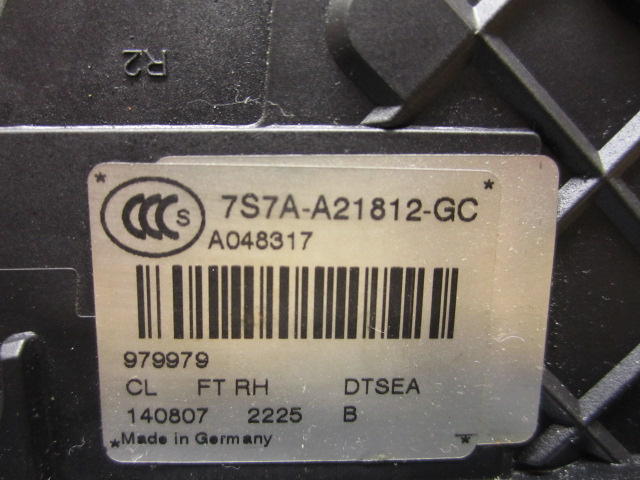 R2
CCC S
7S7A-A21812-GC
A048317
979979
CL FT RH DTSEA
140807 2225 B
*Made in Germany *